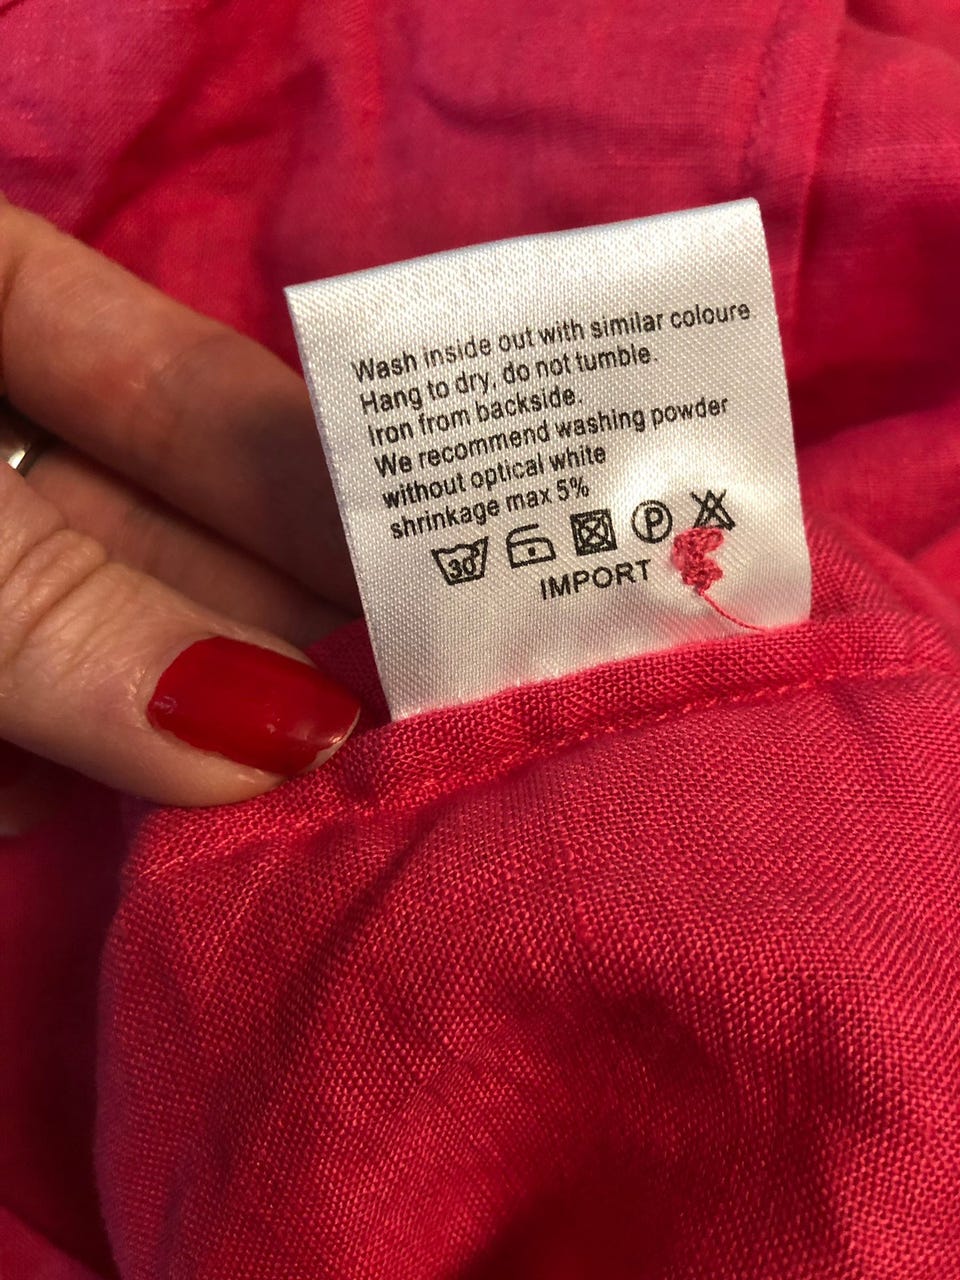 Wash inside out with similar coloure
Hang to dry, do not tumble.
Iron from backside.
We recommend washing powder
without optical white
shrinkage max 5%
30 P
IMPORT